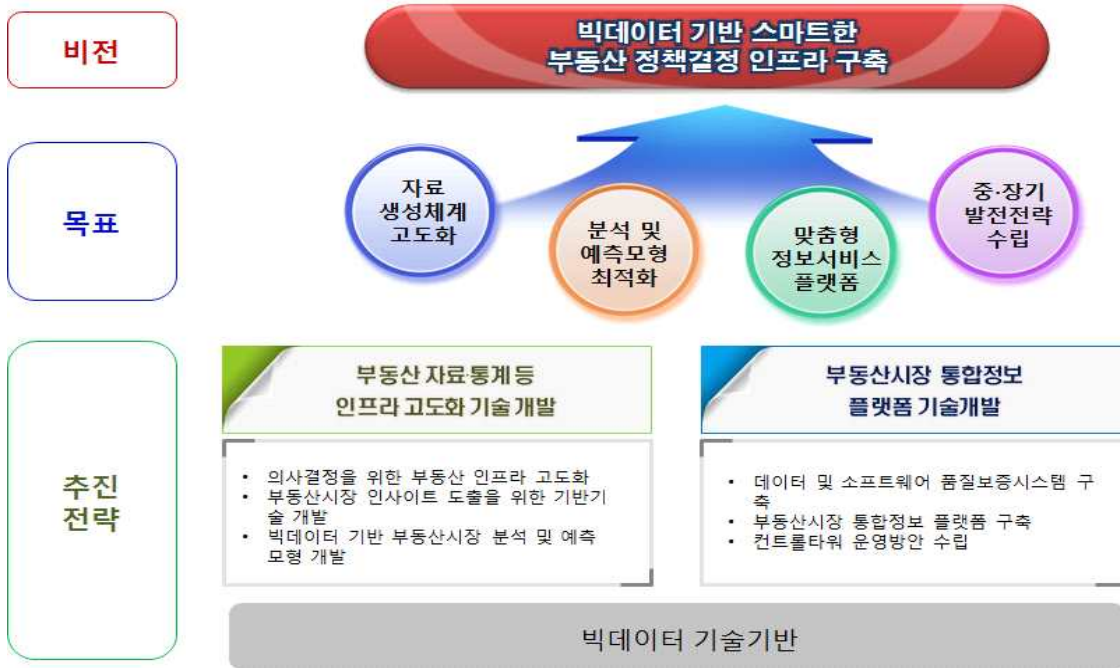 비전
빅데이터 기반 스마트한
부동산 정책결정 인프라 구축
목표
자료
생성체계
고도화
분석 및
예측모형
최적화
맞춤형
정보서비스
플랫폼
중·장기
발전전략
수립
추진
전략
부동산 자료·통계 등
인프라 고도화 기술 개발
• 의사결정을 위한 부동산 인프라 고도화
• 부동산시장 인사이트 도출을 위한 기반기
술 개발
• 빅데이터 기반 부동산시장 분석 및 예측
모형 개발
부동산시장 통합정보
플랫폼 기술개발
• 데이터 및 소프트웨어 품질보증시스템 구
축
• 부동산시장 통합정보 플랫폼 구축
• 컨트롤타워 운영방안 수립
빅데이터 기술기반